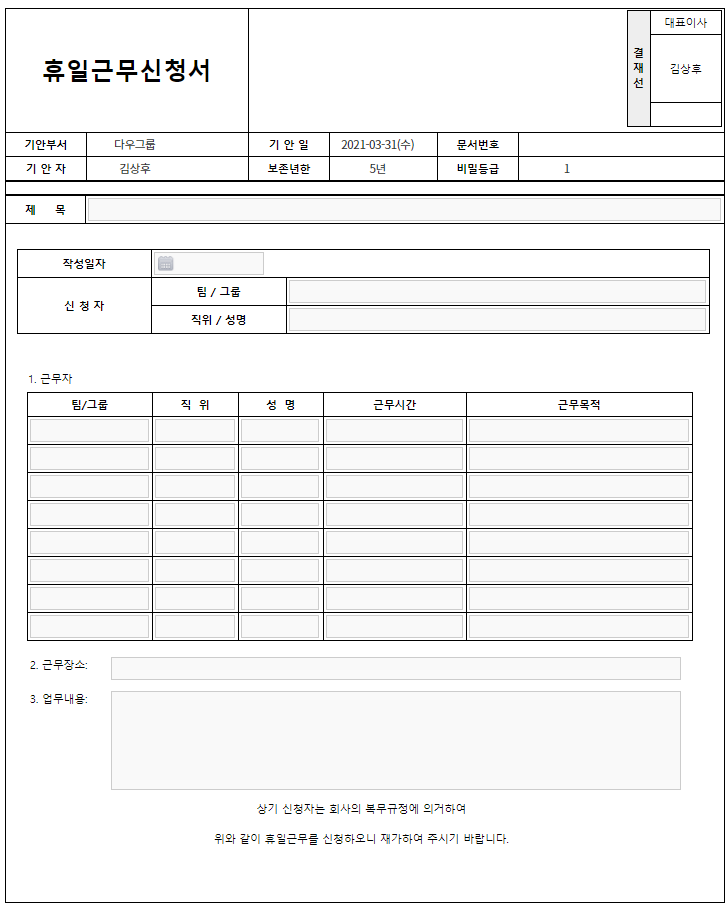 휴일근무신청서
결재선
대표이사
김상후
기안부서 다우그룹 기 안 일 2021-03-31(수) 문서번호
기 안 자 김상후 보존년한 5년 비밀등급 1
제 목
작성일자
신 청 자
팀 / 그룹
직위 / 성명
1. 근무자
팀/그룹 직 위 성 명 근무시간 근무목적
2. 근무장소:
3. 업무내용:
상기 신청자는 회사의 복무규정에 의거하여
위와 같이 휴일근무를 신청하오니 재가하여 주시기 바랍니다.